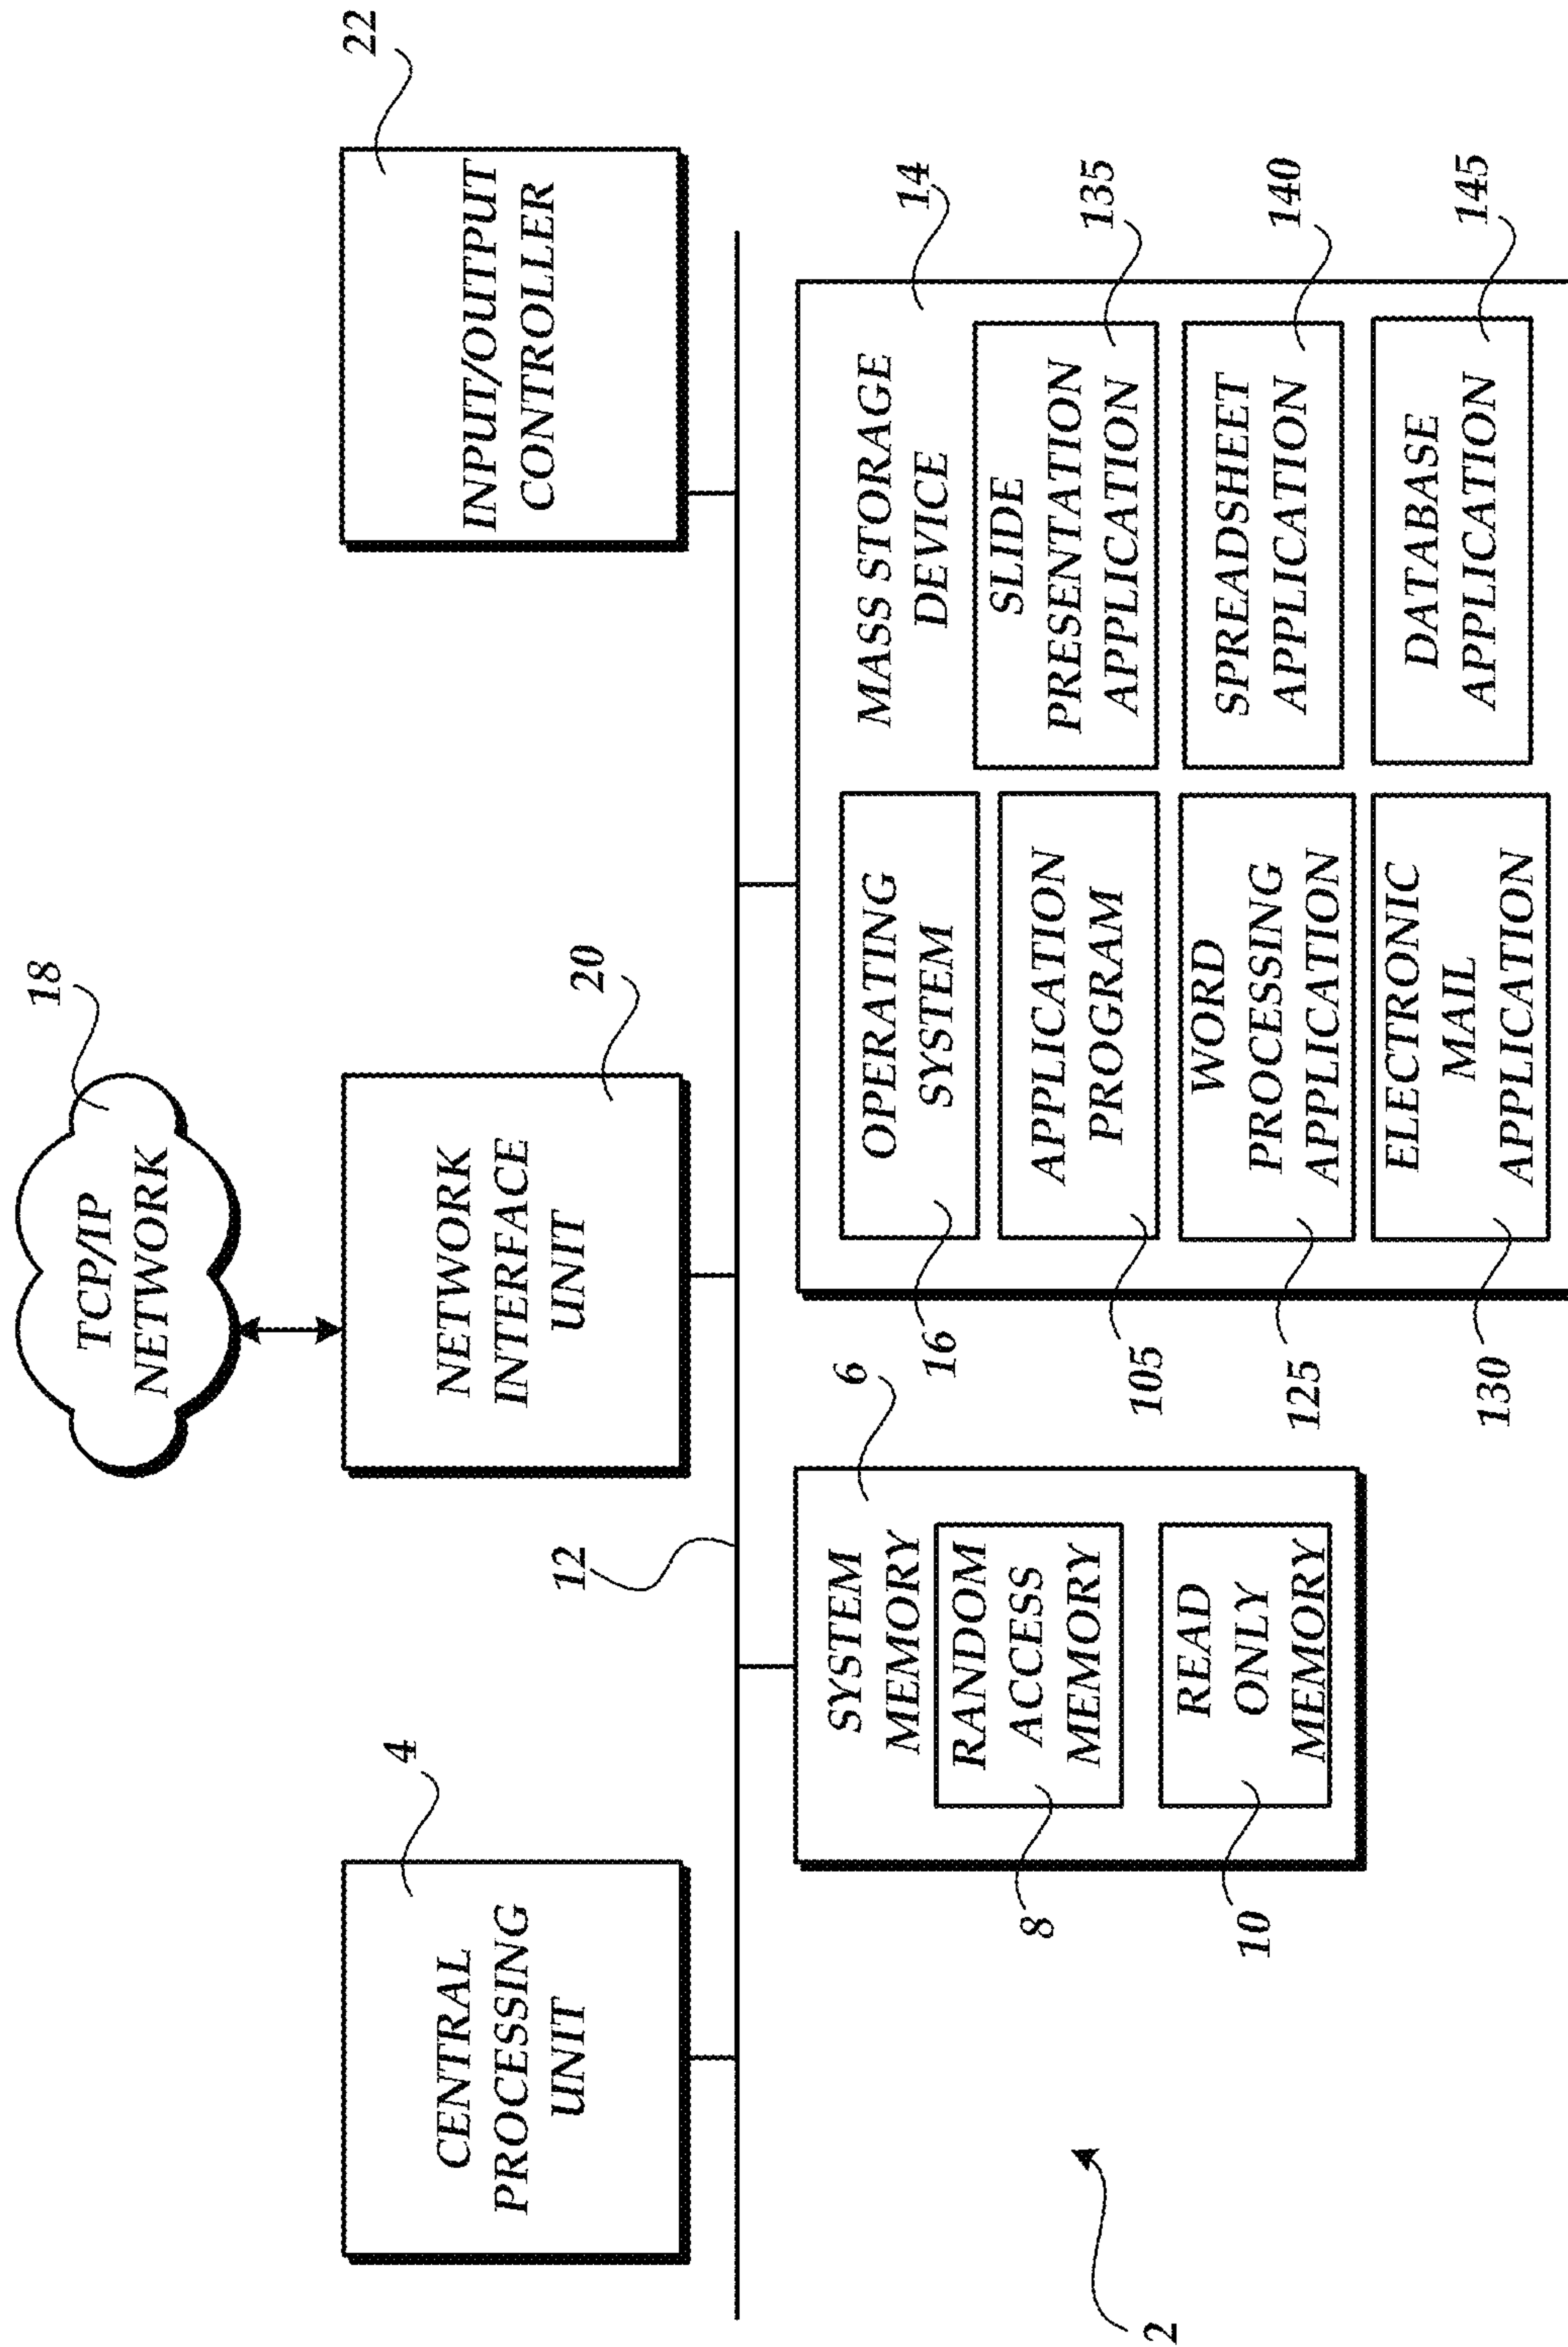 18
TCP/IP
NETWORK
4
CENTRAL
PROCESSING
UNIT
20
NETWORK
INTERFACE
UNIT
22
INPUT/OUTPUT
CONTROLLER
12
6
SYSTEM
MEMORY
8
RANDOM
ACCESS
MEMORY
10
READ
ONLY
MEMORY
14
MASS STORAGE
DEVICE
16
OPERATING
SYSTEM
105
APPLICATION
PROGRAM
125
WORD
PROCESSING
APPLICATION
130
ELECTRONIC
MAIL
APPLICATION
135
SLIDE
PRESENTATION
APPLICATION
140
SPREADSHEET
APPLICATION
145
DATABASE
APPLICATION
2